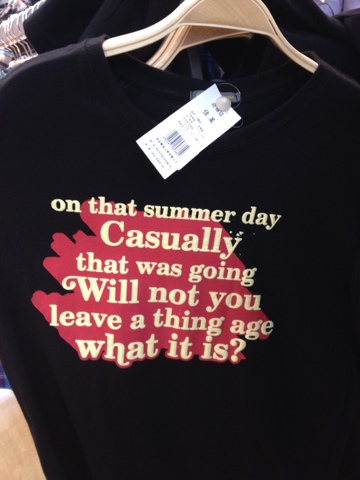 on that summer day
Casually
that was going
Will not you
leave a thing age
what it is?